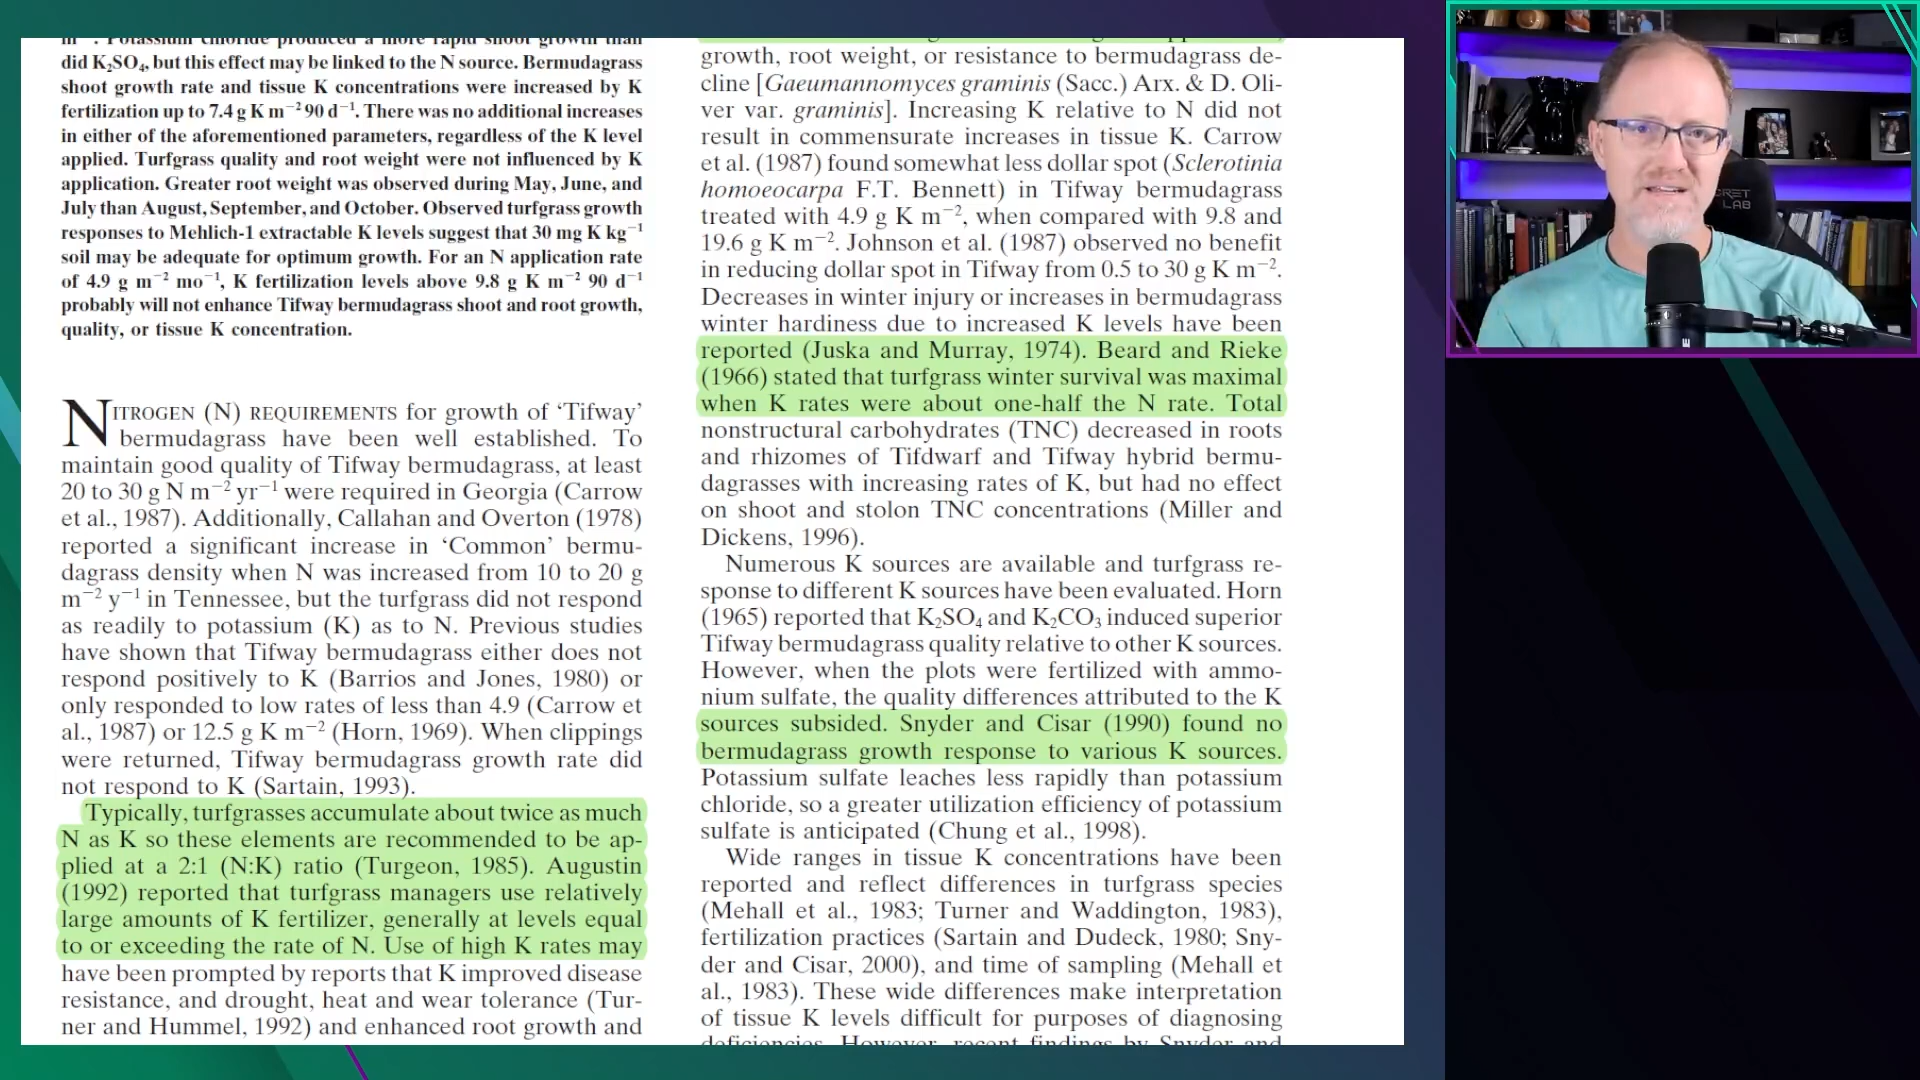 m⁻². Potassium chloride produced a more rapid shoot growth than
did K₂SO₄, but this effect may be linked to the N source. Bermudagrass
shoot growth rate and tissue K concentrations were increased by K
fertilization up to 7.4 g K m⁻² 90 d⁻¹. There was no additional increases
in either of the aforementioned parameters, regardless of the K level
applied. Turfgrass quality and root weight were not influenced by K
application. Greater root weight was observed during May, June, and
July than August, September, and October. Observed turfgrass growth
responses to Mehlich-1 extractable K levels suggest that 30 mg K kg⁻¹
soil may be adequate for optimum growth. For an N application rate
of 4.9 g m⁻² mo⁻¹, K fertilization levels above 9.8 g K m⁻² 90 d⁻¹
probably will not enhance Tifway bermudagrass shoot and root growth,
quality, or tissue K concentration.
NITROGEN (N) REQUIREMENTS for growth of ‘Tifway’
bermudagrass have been well established. To
maintain good quality of Tifway bermudagrass, at least
20 to 30 g N m⁻² yr⁻¹ were required in Georgia (Carrow
et al., 1987). Additionally, Callahan and Overton (1978)
reported a significant increase in ‘Common’ bermu-
dagrass density when N was increased from 10 to 20 g
m⁻² y⁻¹ in Tennessee, but the turfgrass did not respond
as readily to potassium (K) as to N. Previous studies
have shown that Tifway bermudagrass either does not
respond positively to K (Barrios and Jones, 1980) or
only responded to low rates of less than 4.9 (Carrow et
al., 1987) or 12.5 g K m⁻² (Horn, 1969). When clippings
were returned, Tifway bermudagrass growth rate did
not respond to K (Sartain, 1993).
Typically, turfgrasses accumulate about twice as much
N as K so these elements are recommended to be ap-
plied at a 2:1 (N:K) ratio (Turgeon, 1985). Augustin
(1992) reported that turfgrass managers use relatively
large amounts of K fertilizer, generally at levels equal
to or exceeding the rate of N. Use of high K rates may
have been prompted by reports that K improved disease
resistance, and drought, heat and wear tolerance (Tur-
ner and Hummel, 1992) and enhanced root growth and
growth, root weight, or resistance to bermudagrass de-
cline [Gaeumannomyces graminis (Sacc.) Arx. & D. Oli-
ver var. graminis]. Increasing K relative to N did not
result in commensurate increases in tissue K. Carrow
et al. (1987) found somewhat less dollar spot (Sclerotinia
homoeocarpa F.T. Bennett) in Tifway bermudagrass
treated with 4.9 g K m⁻², when compared with 9.8 and
19.6 g K m⁻². Johnson et al. (1987) observed no benefit
in reducing dollar spot in Tifway from 0.5 to 30 g K m⁻².
Decreases in winter injury or increases in bermudagrass
winter hardiness due to increased K levels have been
reported (Juska and Murray, 1974). Beard and Rieke
(1966) stated that turfgrass winter survival was maximal
when K rates were about one-half the N rate. Total
nonstructural carbohydrates (TNC) decreased in roots
and rhizomes of Tifdwarf and Tifway hybrid bermu-
dagrasses with increasing rates of K, but had no effect
on shoot and stolon TNC concentrations (Miller and
Dickens, 1996).
Numerous K sources are available and turfgrass re-
sponse to different K sources have been evaluated. Horn
(1965) reported that K₂SO₄ and K₂CO₃ induced superior
Tifway bermudagrass quality relative to other K sources.
However, when the plots were fertilized with ammo-
nium sulfate, the quality differences attributed to the K
sources subsided. Snyder and Cisar (1990) found no
bermudagrass growth response to various K sources.
Potassium sulfate leaches less rapidly than potassium
chloride, so a greater utilization efficiency of potassium
sulfate is anticipated (Chung et al., 1998).
Wide ranges in tissue K concentrations have been
reported and reflect differences in turfgrass species
(Mehall et al., 1983; Turner and Waddington, 1983),
fertilization practices (Sartain and Dudeck, 1980; Sny-
der and Cisar, 2000), and time of sampling (Mehall et
al., 1983). These wide differences make interpretation
of tissue K levels difficult for purposes of diagnosing
deficiencies. However, recent findings by Snyder and
LAB